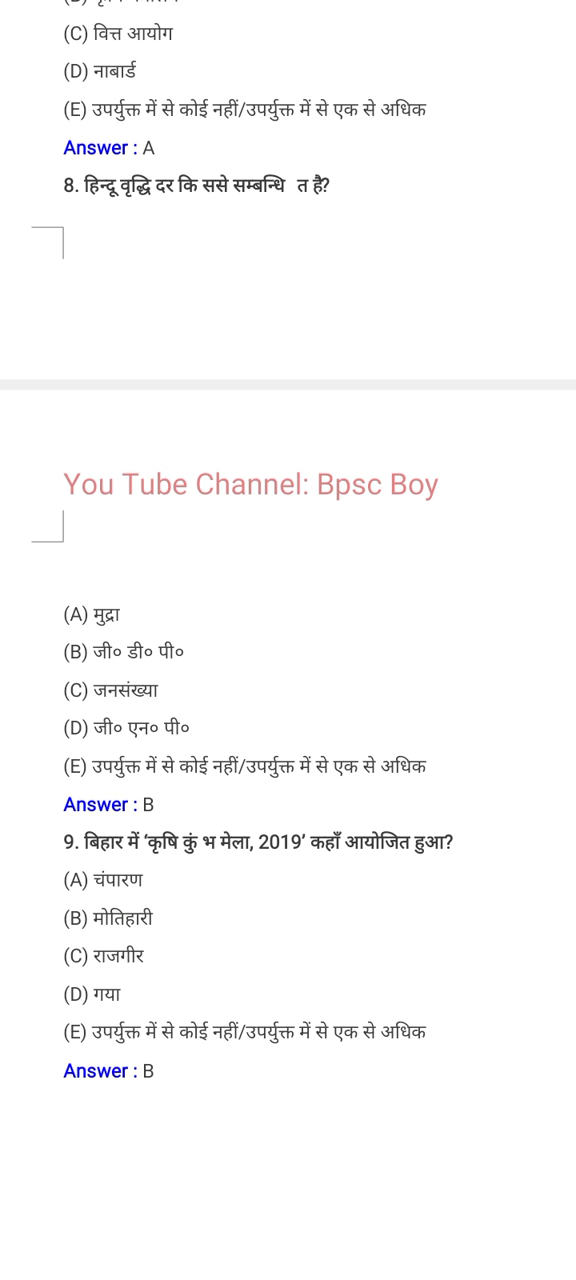 (C) वित्त आयोग
(D) नाबार्ड
(E) उपर्युक्त में से कोई नहीं/उपर्युक्त में से एक से अधिक
Answer : A
8. हिन्दू वृद्धि दर कि ससे सम्बन्धि त है?
You Tube Channel: Bpsc Boy
(A) मुद्रा
(B) जी० डी० पी०
(C) जनसंख्या
(D) जी० एन० पी०
(E) उपर्युक्त में से कोई नहीं/उपर्युक्त में से एक से अधिक
Answer : B
9. बिहार में ‘कृषि कुं भ मेला, 2019’ कहाँ आयोजित हुआ?
(A) चंपारण
(B) मोतिहारी
(C) राजगीर
(D) गया
(E) उपर्युक्त में से कोई नहीं/उपर्युक्त में से एक से अधिक
Answer : B